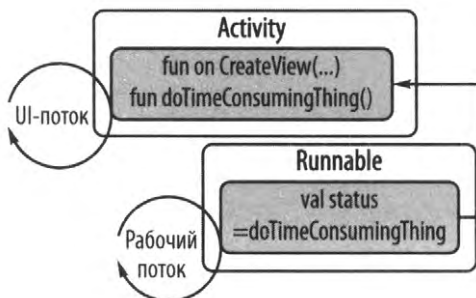 Activity
fun on CreateView(...)
fun doTimeConsumingThing()
UI-поток
Runnable
val status
=doTimeConsumingThing
Рабочий
поток